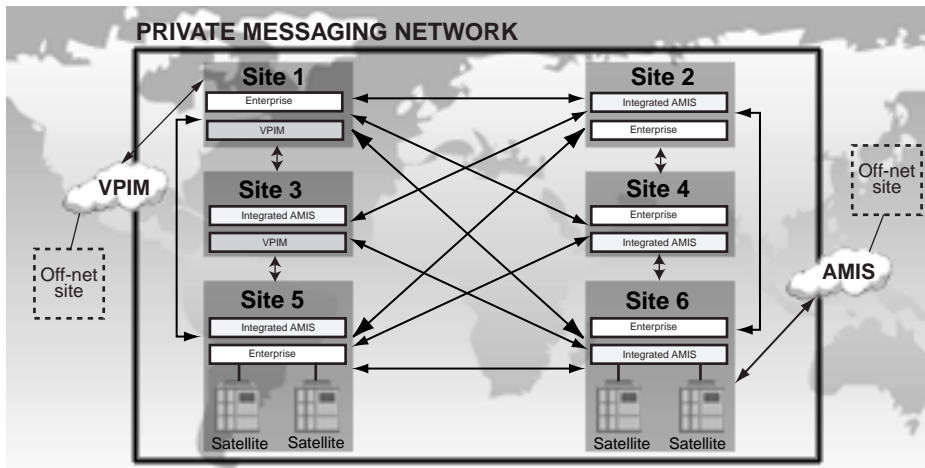 PRIVATE MESSAGING NETWORK
Site 1
Enterprise
VPIM
Site 2
Integrated AMIS
Enterprise
Site 3
Integrated AMIS
VPIM
Site 4
Enterprise
Integrated AMIS
Site 5
Integrated AMIS
Enterprise
Satellite
Satellite
Site 6
Enterprise
Integrated AMIS
Satellite
Satellite
VPIM
Off-net
site
Off-net
site
AMIS